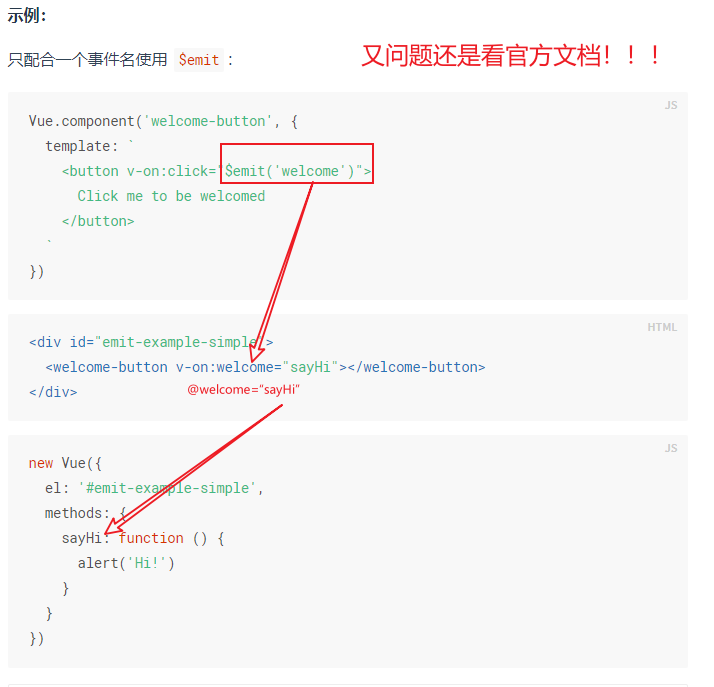 示例：
只配合一个事件名使用 $emit ：
又问题还是看官方文档！！！
JS
Vue.component('welcome-button', {
template: `
<button v-on:click="$emit('welcome')">
Click me to be welcomed
</button>
`
})
HTML
<div id="emit-example-simple">
<welcome-button v-on:welcome="sayHi"></welcome-button>
</div>
@welcome="sayHi"
JS
new Vue({
el: '#emit-example-simple',
methods: {
sayHi: function () {
alert('Hi!')
}
}
})